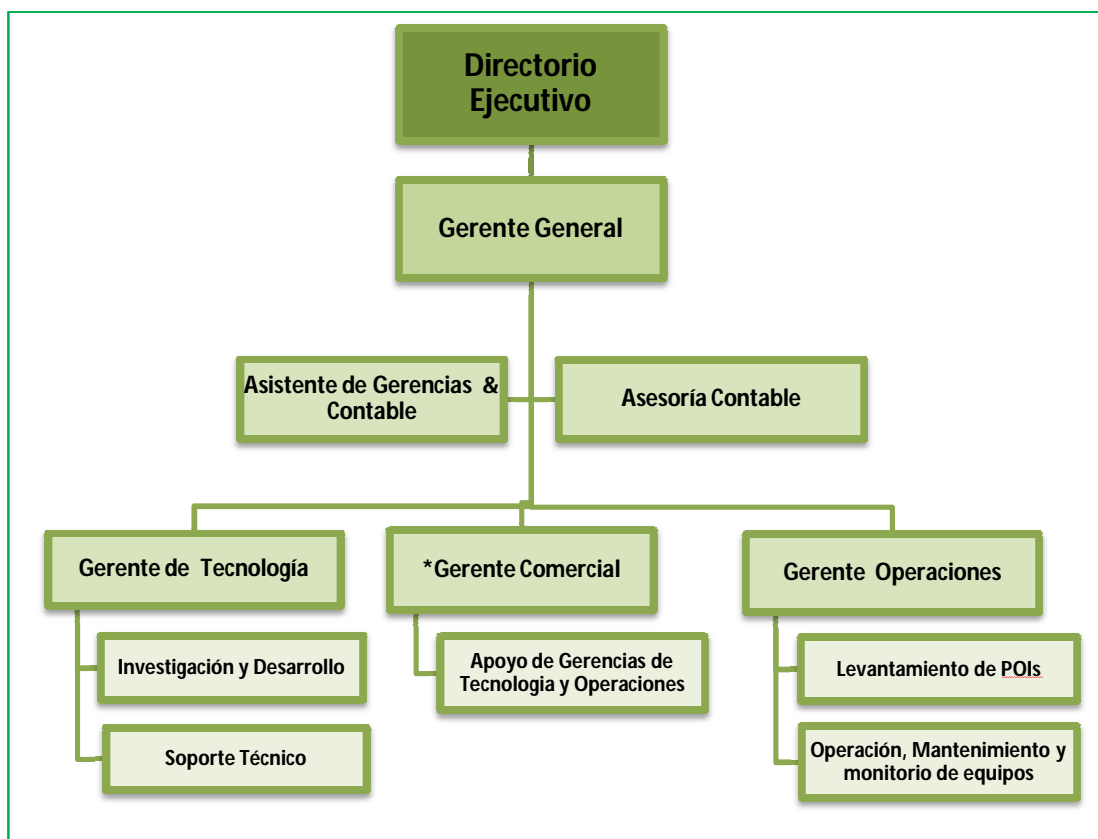 Directorio
Ejecutivo
Gerente General
Asistente de Gerencias &
Contable
Asesoría Contable
Gerente de Tecnología
*Gerente Comercial
Gerente Operaciones
Investigación y Desarrollo
Apoyo de Gerencias de
Tecnologia y Operaciones
Levantamiento de POIs
Soporte Técnico
Operación, Mantenimiento y
monitorio de equipos